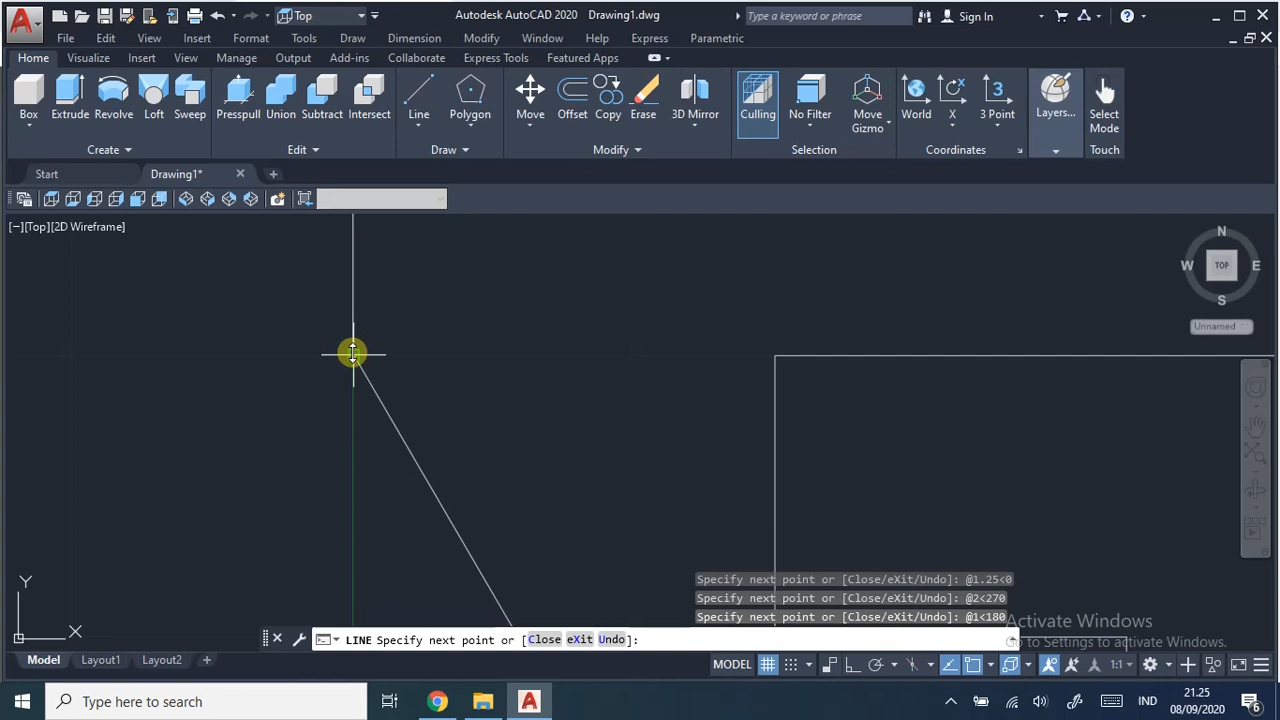 Top
Autodesk AutoCAD 2020 Drawing1.dwg
Type a keyword or phrase
Sign In
File Edit View Insert Format Tools Draw Dimension Modify Window Help Express Parametric
Home Visualize Insert View Manage Output Add-ins Collaborate Express Tools Featured Apps
Box Extrude Revolve Loft Sweep Presspull Union Subtract Intersect Line Polygon Move Offset Copy Erase 3D Mirror Culling No Filter Move Gizmo World X 3 Point Layers... Select Mode
Create Edit Draw Modify Selection Coordinates Touch
Start Drawing1*
[−][Top][2D Wireframe]
N
W TOP E
S
Unnamed
Y
X
Specify next point or [Close/eXit/Undo]: @1.25<0
Specify next point or [Close/eXit/Undo]: @2<270
Specify next point or [Close/eXit/Undo]: @1<180
LINE Specify next point or [Close eXit Undo]:
Activate Windows
Go to Settings to activate Windows.
Model Layout1 Layout2
MODEL
1:1
Type here to search
IND
21.25
08/09/2020
6